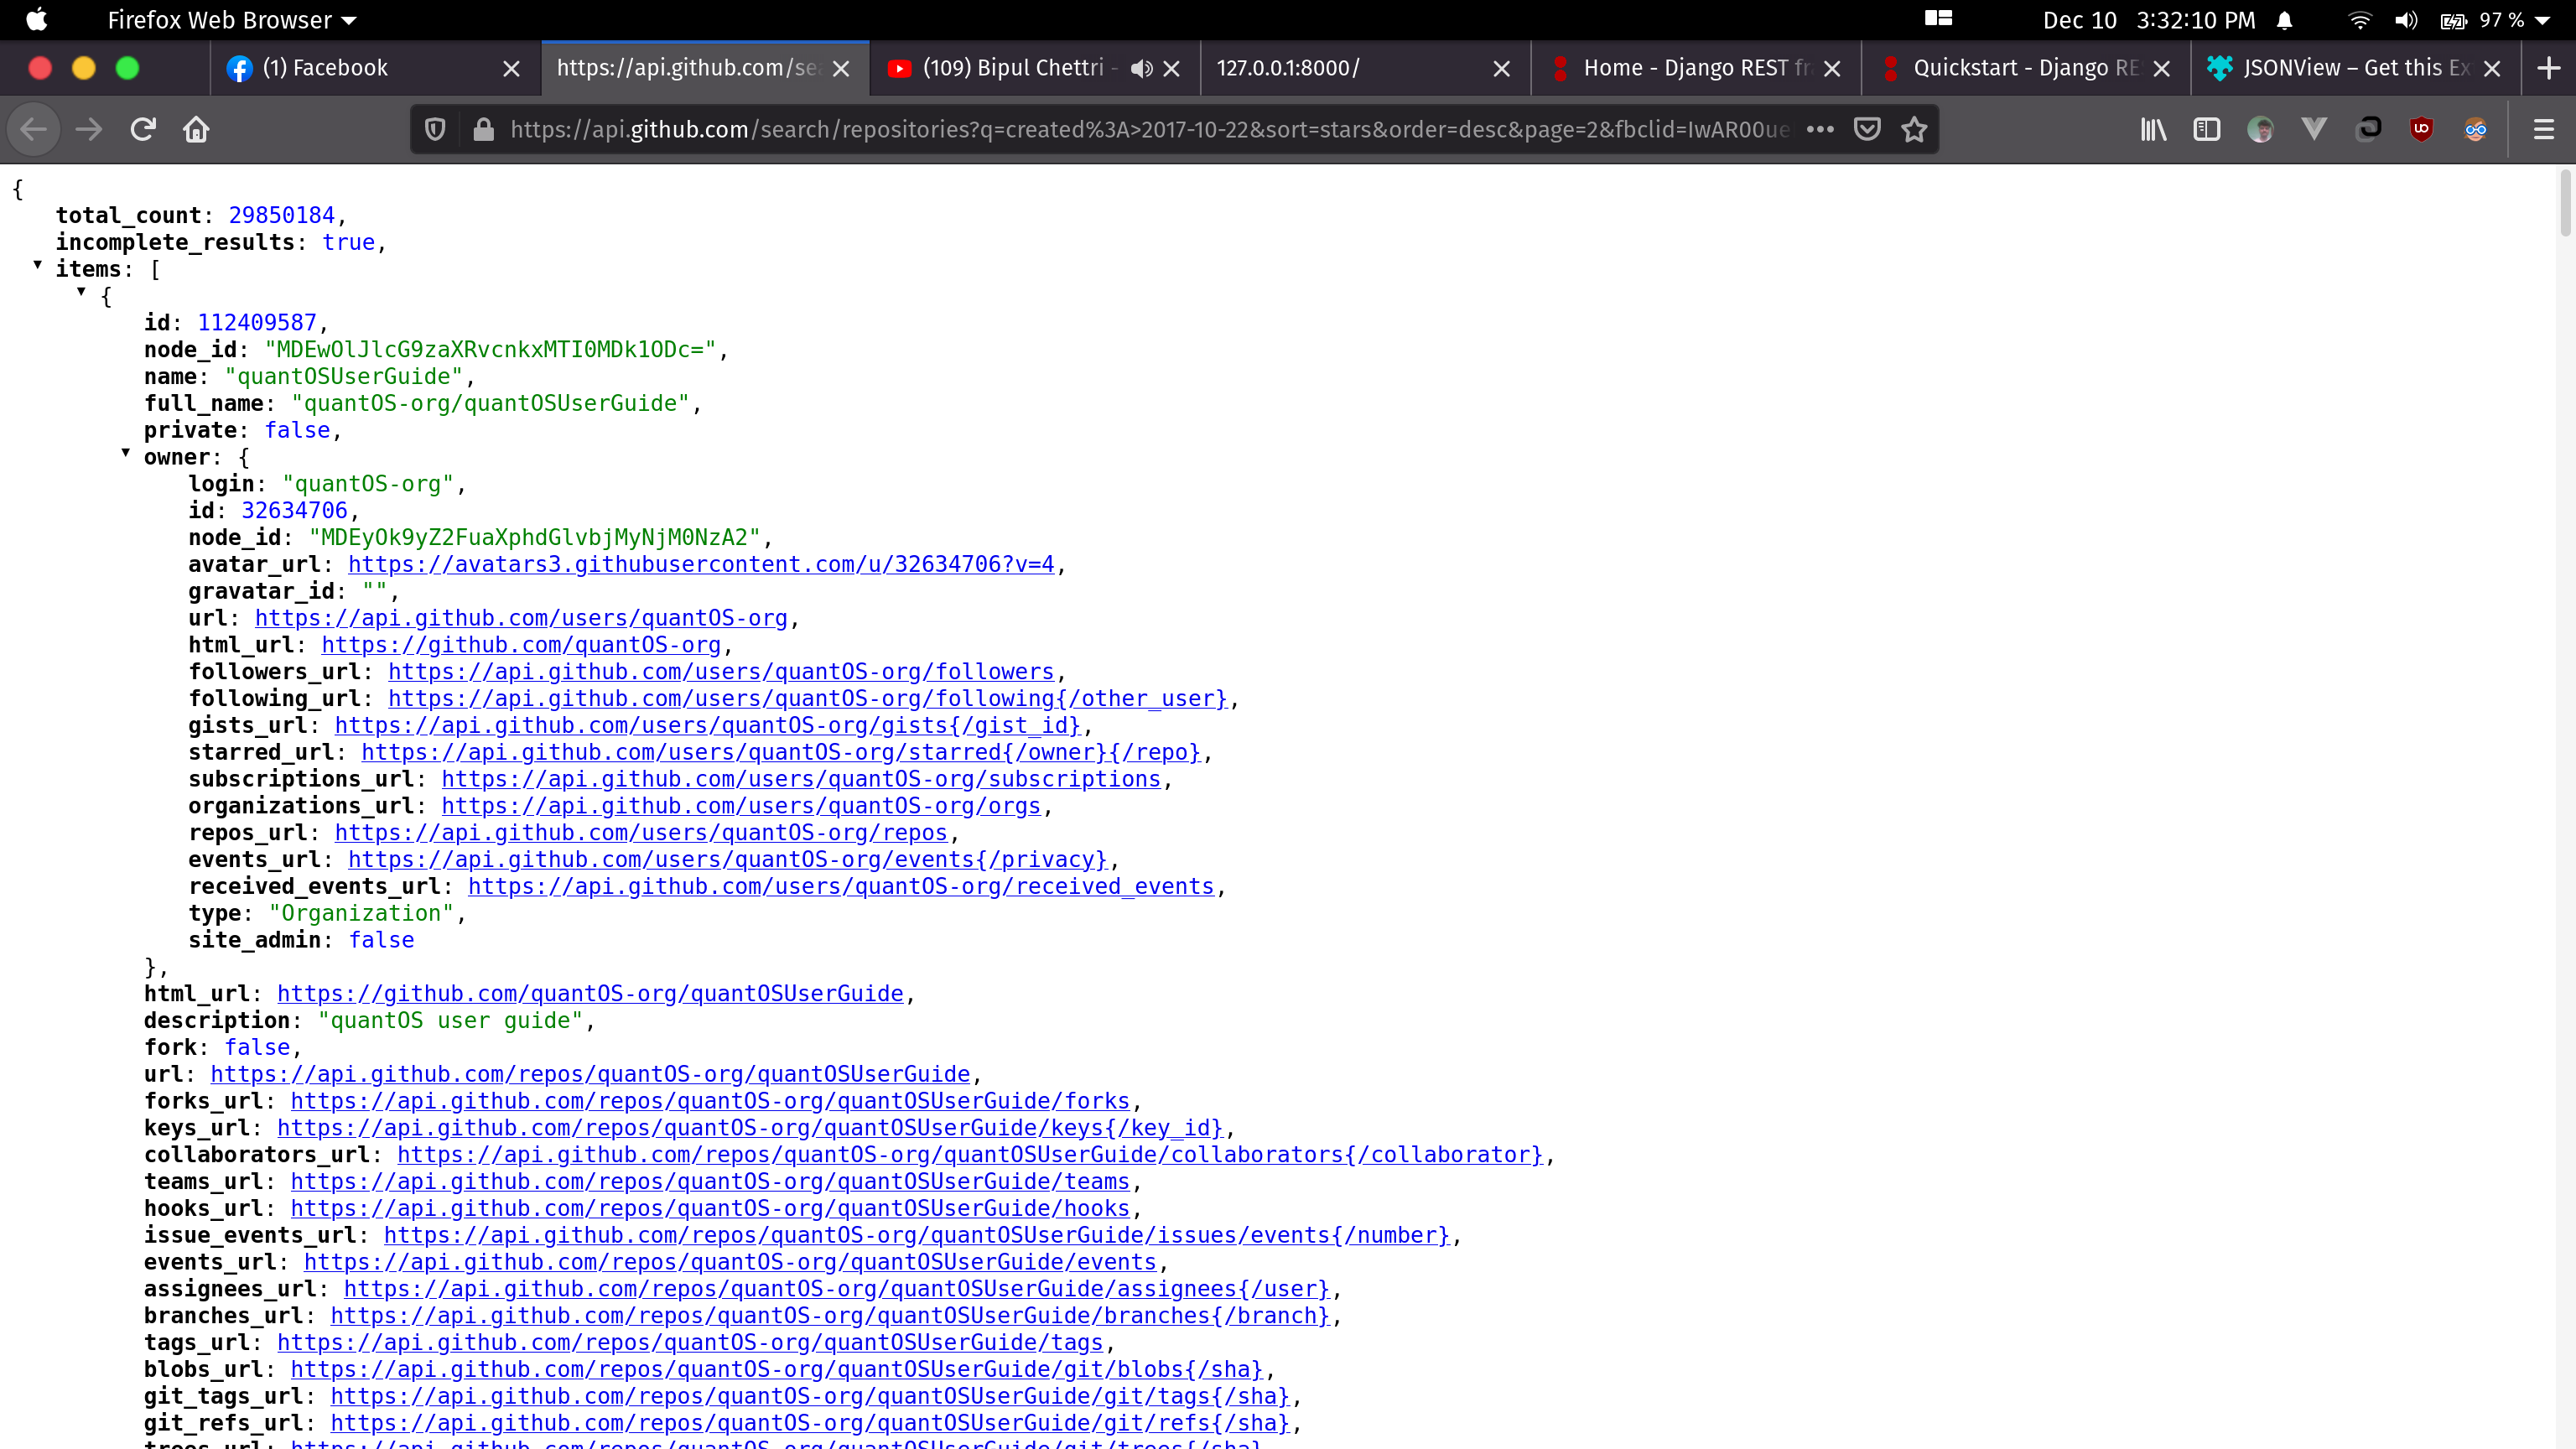 Firefox Web Browser
Dec 10 3:32:10 PM
97 %
(1) Facebook
https://api.github.com/sea
(109) Bipul Chettri -
127.0.0.1:8000/
Home - Django REST fra
Quickstart - Django RE
JSONView – Get this Ex
https://api.github.com/search/repositories?q=created%3A>2017-10-22&sort=stars&order=desc&page=2&fbclid=IwAR00ue
{
total_count: 29850184,
incomplete_results: true,
items: [
{
id: 112409587,
node_id: "MDEwOlJlcG9zaXRvcnkxMTI0MDk1ODc=",
name: "quantOSUserGuide",
full_name: "quantOS-org/quantOSUserGuide",
private: false,
owner: {
login: "quantOS-org",
id: 32634706,
node_id: "MDEyOk9yZ2FuaXphdGlvbjMyNjM0NzA2",
avatar_url: https://avatars3.githubusercontent.com/u/32634706?v=4,
gravatar_id: "",
url: https://api.github.com/users/quantOS-org,
html_url: https://github.com/quantOS-org,
followers_url: https://api.github.com/users/quantOS-org/followers,
following_url: https://api.github.com/users/quantOS-org/following{/other_user},
gists_url: https://api.github.com/users/quantOS-org/gists{/gist_id},
starred_url: https://api.github.com/users/quantOS-org/starred{/owner}{/repo},
subscriptions_url: https://api.github.com/users/quantOS-org/subscriptions,
organizations_url: https://api.github.com/users/quantOS-org/orgs,
repos_url: https://api.github.com/users/quantOS-org/repos,
events_url: https://api.github.com/users/quantOS-org/events{/privacy},
received_events_url: https://api.github.com/users/quantOS-org/received_events,
type: "Organization",
site_admin: false
},
html_url: https://github.com/quantOS-org/quantOSUserGuide,
description: "quantOS user guide",
fork: false,
url: https://api.github.com/repos/quantOS-org/quantOSUserGuide,
forks_url: https://api.github.com/repos/quantOS-org/quantOSUserGuide/forks,
keys_url: https://api.github.com/repos/quantOS-org/quantOSUserGuide/keys{/key_id},
collaborators_url: https://api.github.com/repos/quantOS-org/quantOSUserGuide/collaborators{/collaborator},
teams_url: https://api.github.com/repos/quantOS-org/quantOSUserGuide/teams,
hooks_url: https://api.github.com/repos/quantOS-org/quantOSUserGuide/hooks,
issue_events_url: https://api.github.com/repos/quantOS-org/quantOSUserGuide/issues/events{/number},
events_url: https://api.github.com/repos/quantOS-org/quantOSUserGuide/events,
assignees_url: https://api.github.com/repos/quantOS-org/quantOSUserGuide/assignees{/user},
branches_url: https://api.github.com/repos/quantOS-org/quantOSUserGuide/branches{/branch},
tags_url: https://api.github.com/repos/quantOS-org/quantOSUserGuide/tags,
blobs_url: https://api.github.com/repos/quantOS-org/quantOSUserGuide/git/blobs{/sha},
git_tags_url: https://api.github.com/repos/quantOS-org/quantOSUserGuide/git/tags{/sha},
git_refs_url: https://api.github.com/repos/quantOS-org/quantOSUserGuide/git/refs{/sha},
trees_url: https://api.github.com/repos/quantOS-org/quantOSUserGuide/git/trees{/sha},